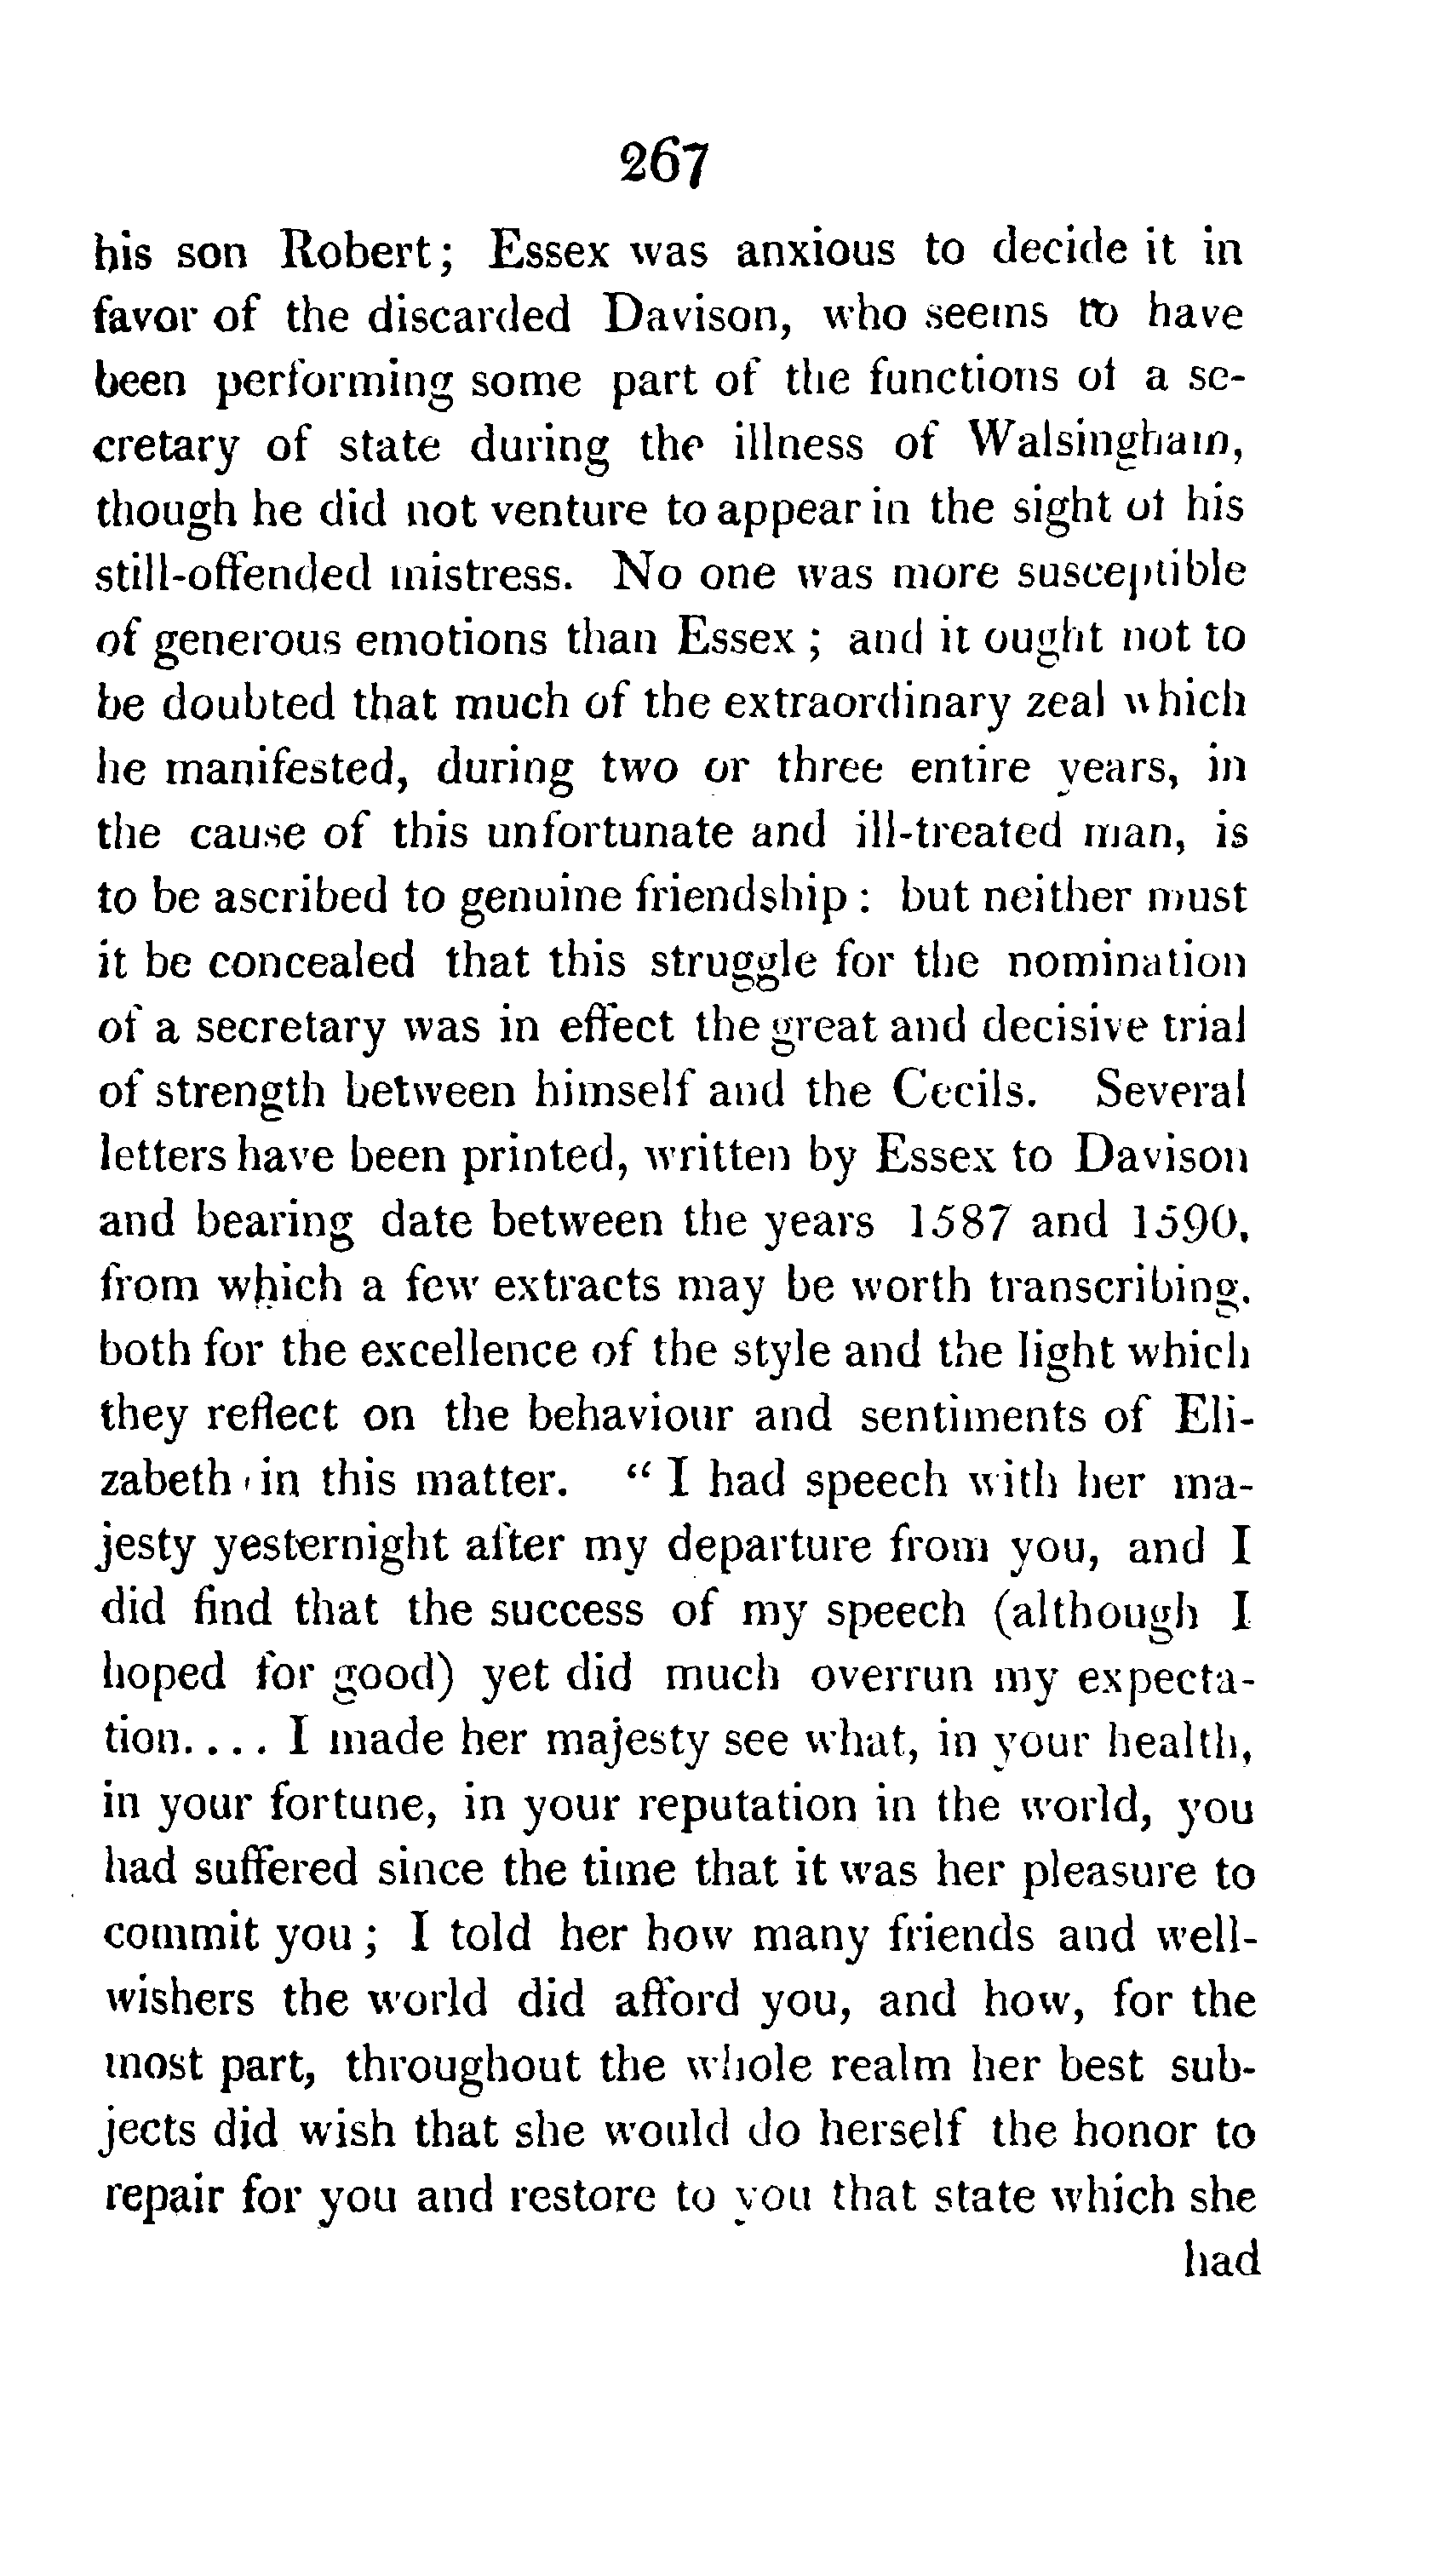 267
his son Robert; Essex was anxious to decide it in
favor of the discarded Davison, who seems to have
been performing some part of the functions of a se-
cretary of state during the illness of Walsingham,
though he did not venture to appear in the sight of his
still-offended mistress. No one was more susceptible
of generous emotions than Essex ; and it ought not to
be doubted that much of the extraordinary zeal which
he manifested, during two or three entire years, in
the cause of this unfortunate and ill-treated man, is
to be ascribed to genuine friendship : but neither must
it be concealed that this struggle for the nomination
of a secretary was in effect the great and decisive trial
of strength between himself and the Cecils. Several
letters have been printed, written by Essex to Davison
and bearing date between the years 1587 and 1590,
from which a few extracts may be worth transcribing.
both for the excellence of the style and the light which
they reflect on the behaviour and sentiments of Eli-
zabeth in this matter. “ I had speech with her ma-
jesty yesternight after my departure from you, and I
did find that the success of my speech (although I
hoped for good) yet did much overrun my expecta-
tion.... I made her majesty see what, in your health,
in your fortune, in your reputation in the world, you
had suffered since the time that it was her pleasure to
commit you ; I told her how many friends and well-
wishers the world did afford you, and how, for the
most part, throughout the whole realm her best sub-
jects did wish that she would do herself the honor to
repair for you and restore to you that state which she
had